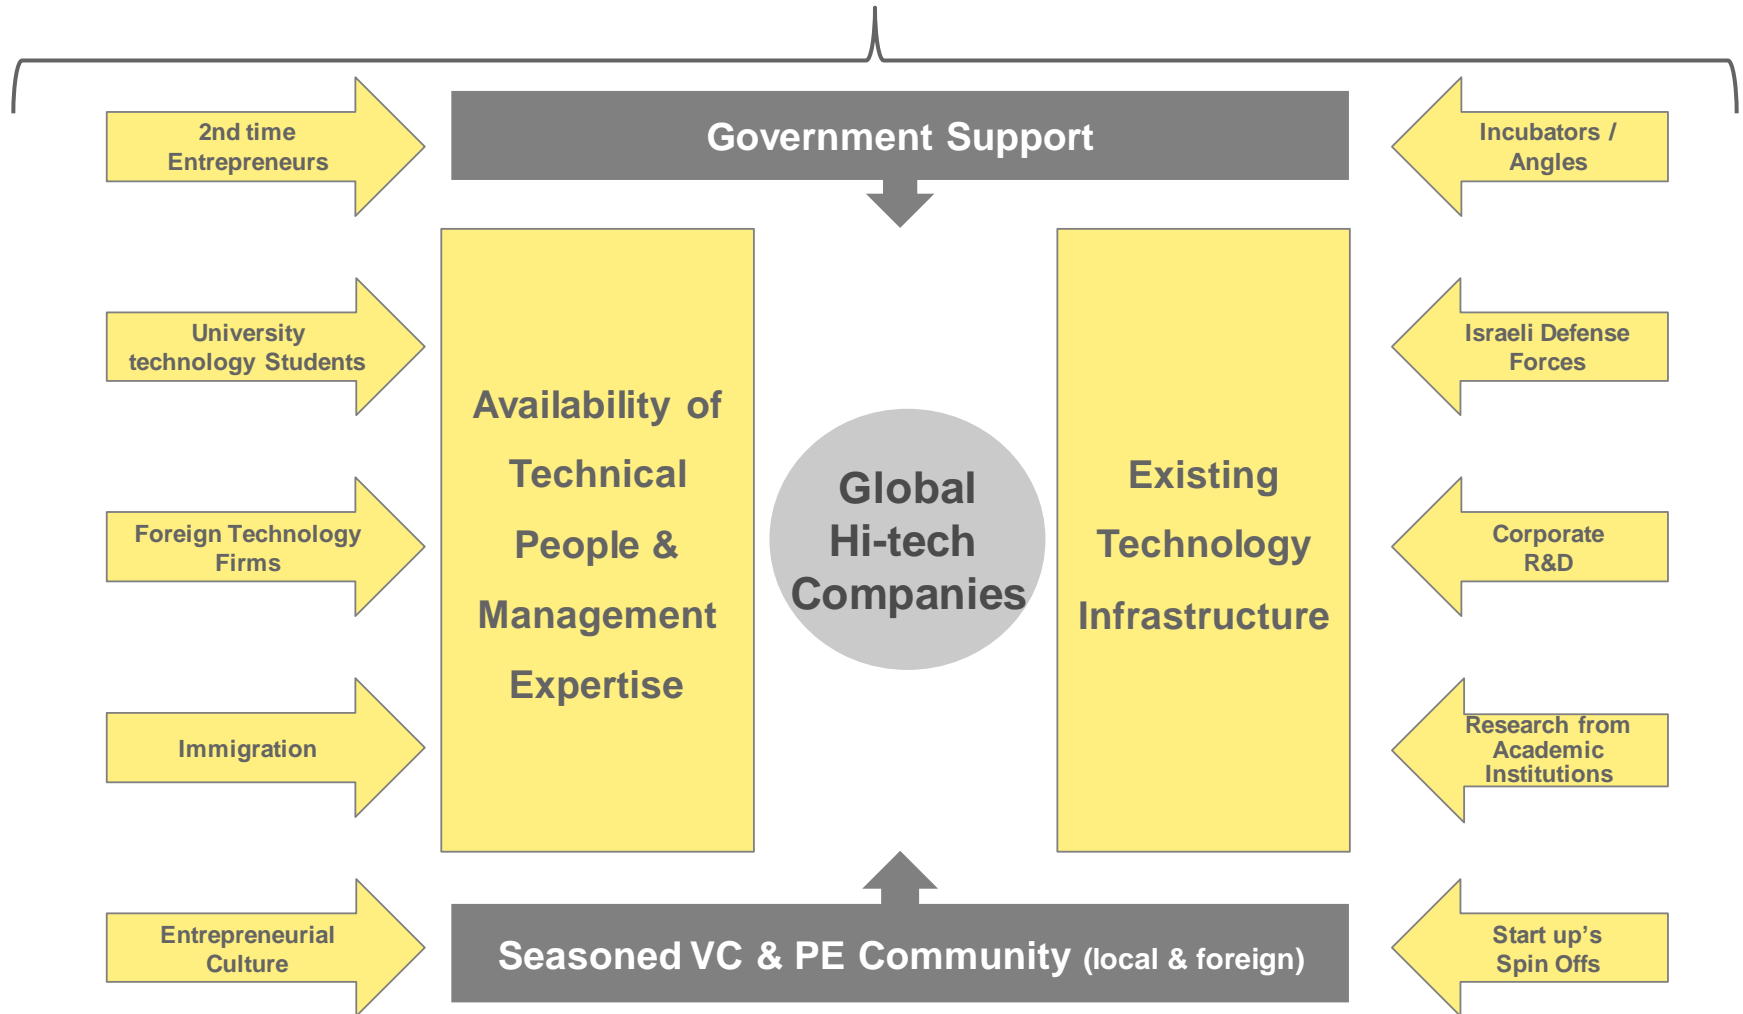 2nd time
Entrepreneurs
Government Support
Incubators /
Angles
University
technology Students
Israeli Defense
Forces
Availability of
Technical
People &
Management
Expertise
Global
Hi-tech
Companies
Existing
Technology
Infrastructure
Foreign Technology
Firms
Corporate
R&D
Immigration
Research from
Academic
Institutions
Entrepreneurial
Culture
Seasoned VC & PE Community (local & foreign)
Start up's
Spin Offs